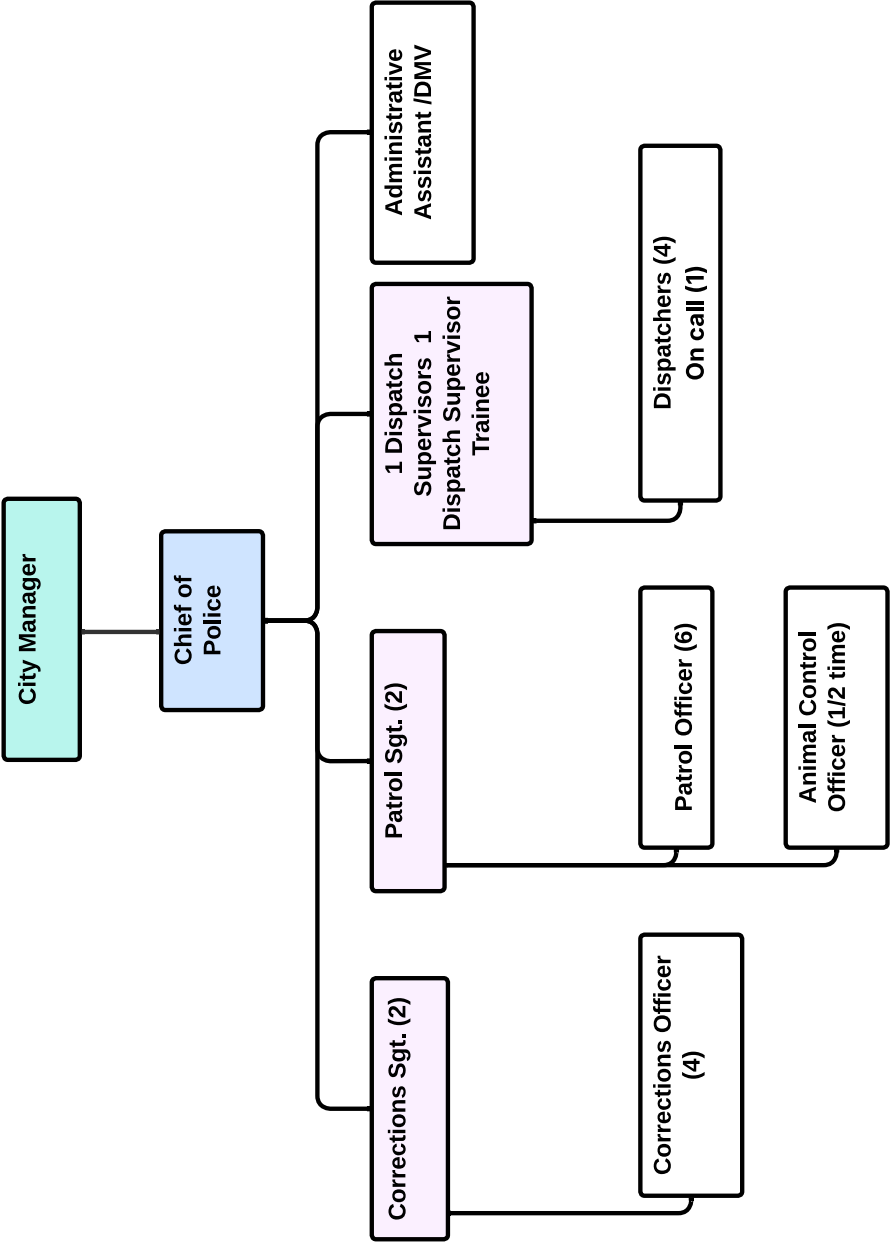 City Manager
Chief of
Police
Corrections Sgt. (2)
Patrol Sgt. (2)
1 Dispatch
Supervisors 1
Dispatch Supervisor
Trainee
Administrative
Assistant /DMV
Corrections Officer
(4)
Patrol Officer (6)
Dispatchers (4)
On call (1)
Animal Control
Officer (1/2 time)